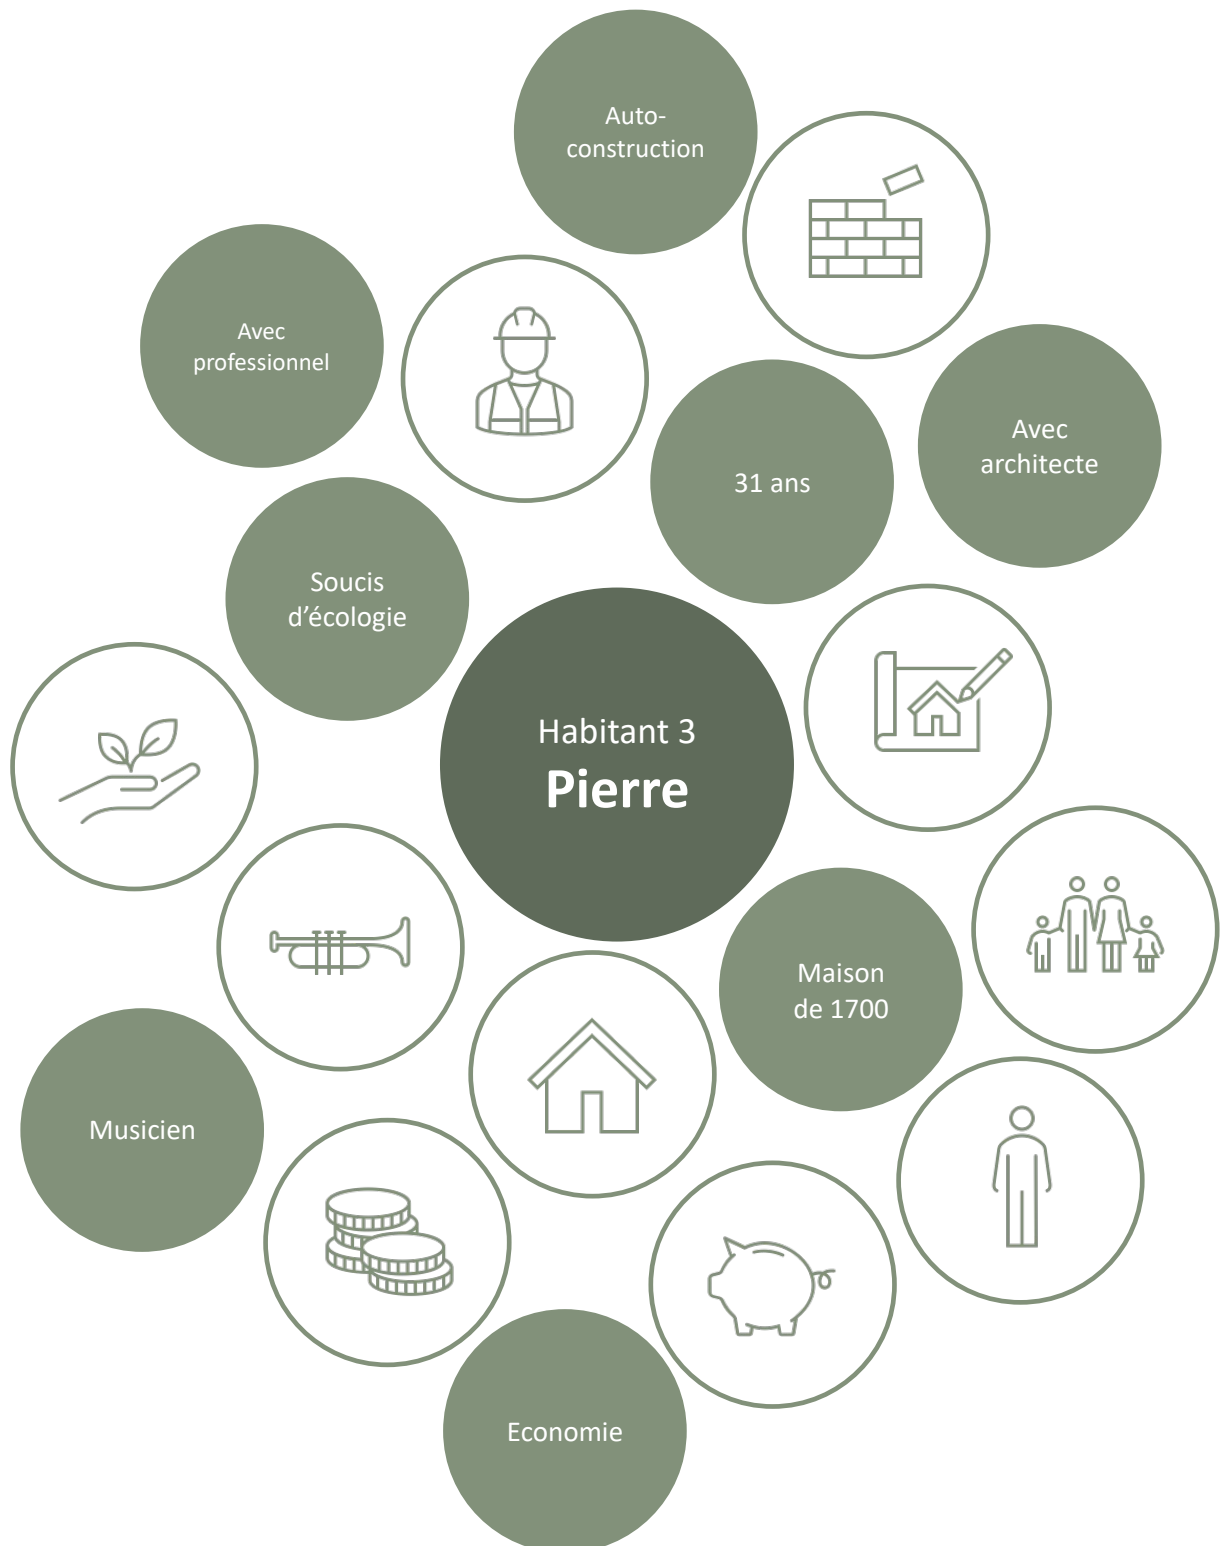 Auto-
construction
Avec
professionnel
Avec
architecte
31 ans
Soucis
d’écologie
Habitant 3
Pierre
Maison
de 1700
Musicien
Economie